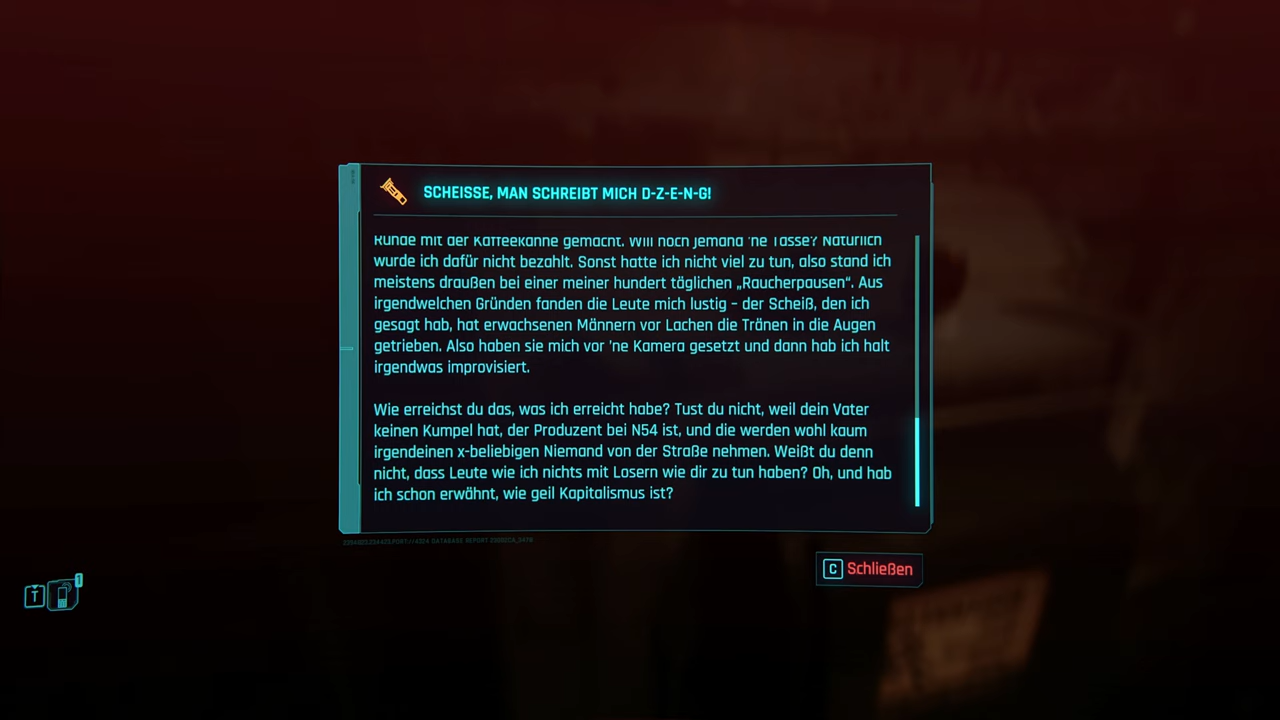 SCHEISSE, MAN SCHREIBT MICH D-Z-E-N-G!
Runde mit der Kaffeekanne gemacht. Will noch jemand 'ne Tasse? Natürlich
wurde ich dafür nicht bezahlt. Sonst hatte ich nicht viel zu tun, also stand ich
meistens draußen bei einer meiner hundert täglichen „Raucherpausen“. Aus
irgendwelchen Gründen fanden die Leute mich lustig – der Scheiß, den ich
gesagt hab, hat erwachsenen Männern vor Lachen die Tränen in die Augen
getrieben. Also haben sie mich vor 'ne Kamera gesetzt und dann hab ich halt
irgendwas improvisiert.
Wie erreichst du das, was ich erreicht habe? Tust du nicht, weil dein Vater
keinen Kumpel hat, der Produzent bei N54 ist, und die werden wohl kaum
irgendeinen x-beliebigen Niemand von der Straße nehmen. Weißt du denn
nicht, dass Leute wie ich nichts mit Losern wie dir zu tun haben? Oh, und hab
ich schon erwähnt, wie geil Kapitalismus ist?
C Schließen
T
1